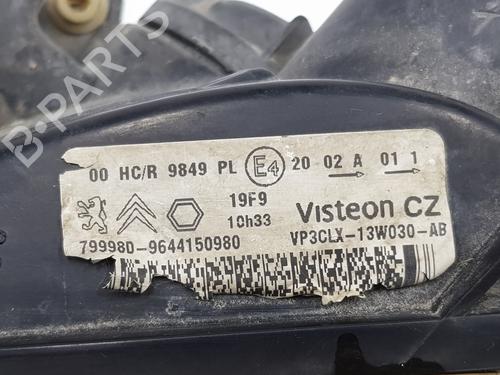 00 HC/R 9849 PL E4 20 02 A 01 1
19F9
10h33
Visteon CZ
79998D-9644150980 VP3CLX-13W030-AB
B-PARTS